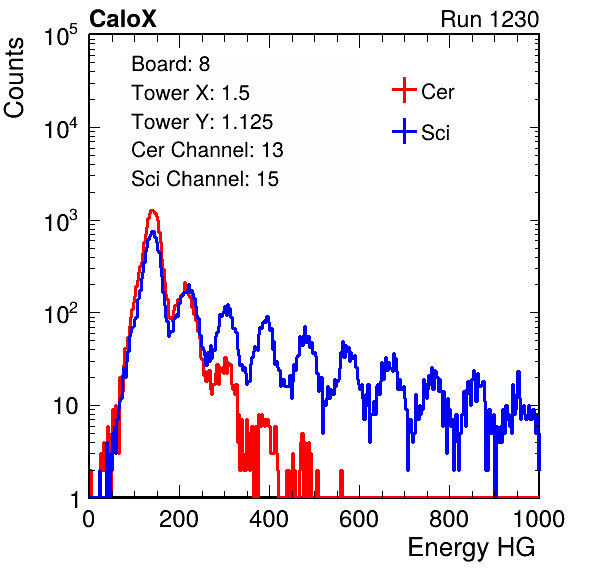 CaloX Run 1230
Counts
10^5
10^4
10^3
10^2
10
1
Board: 8
Tower X: 1.5
Tower Y: 1.125
Cer Channel: 13
Sci Channel: 15
Cer
Sci
0 200 400 600 800 1000
Energy HG